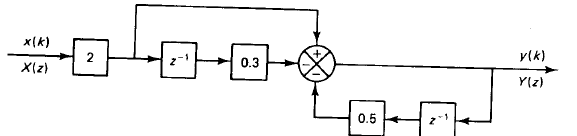 x(k)
X(z)
2
z⁻¹
0.3
+
−
−
y(k)
Y(z)
0.5
z⁻¹